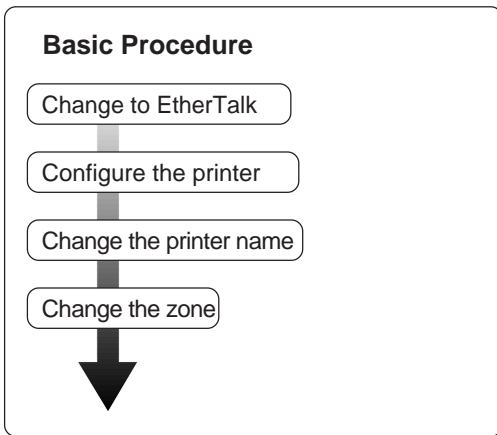 Basic Procedure
Change to EtherTalk
Configure the printer
Change the printer name
Change the zone